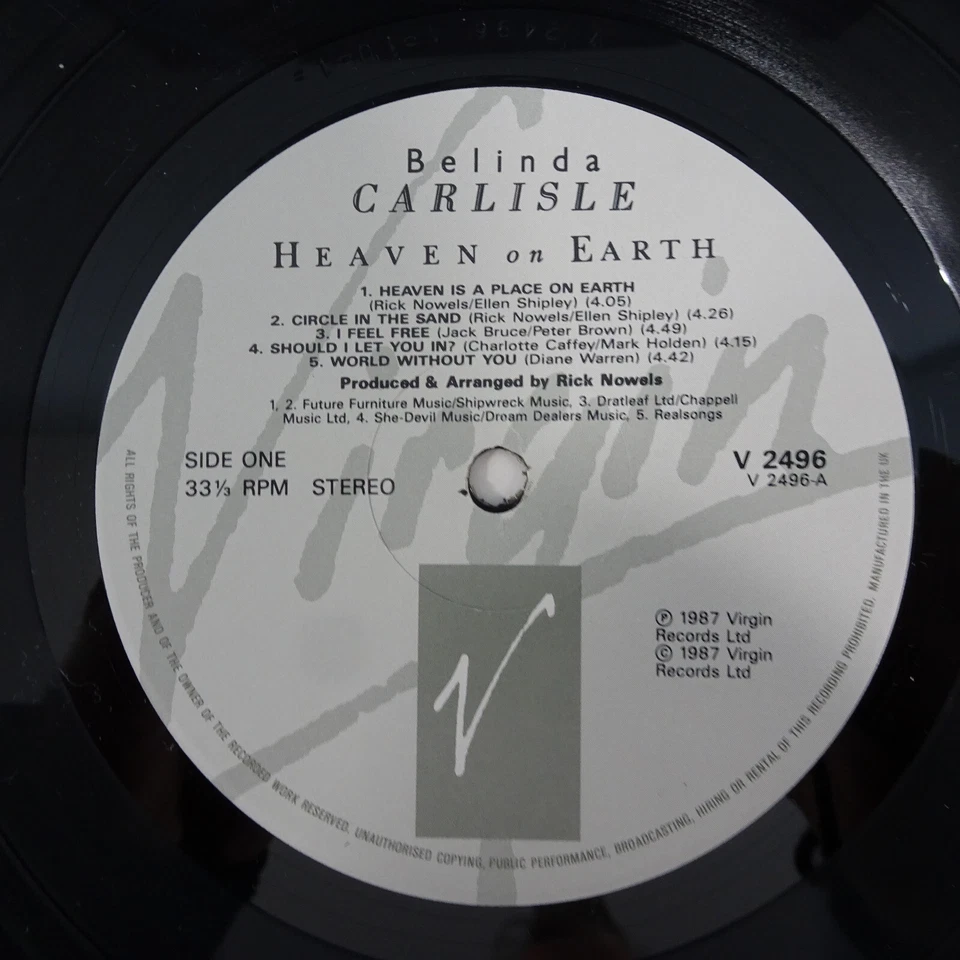 Belinda
CARLISLE
HEAVEN on EARTH
1. HEAVEN IS A PLACE ON EARTH
(Rick Nowels/Ellen Shipley) (4.05)
2. CIRCLE IN THE SAND (Rick Nowels/Ellen Shipley) (4.26)
3. I FEEL FREE (Jack Bruce/Peter Brown) (4.49)
4. SHOULD I LET YOU IN? (Charlotte Caffey/Mark Holden) (4.15)
5. WORLD WITHOUT YOU (Diane Warren) (4.42)
Produced & Arranged by Rick Nowels
1, 2. Future Furniture Music/Shipwreck Music, 3. Dratleaf Ltd/Chappell
Music Ltd, 4. She-Devil Music/Dream Dealers Music, 5. Realsongs
SIDE ONE
33⅓ RPM STEREO
V 2496
V 2496-A
Virgin
V
℗ 1987 Virgin
Records Ltd
© 1987 Virgin
Records Ltd
ALL RIGHTS OF THE PRODUCER AND OF THE OWNER OF THE RECORDED WORK RESERVED. UNAUTHORISED COPYING, PUBLIC PERFORMANCE, BROADCASTING, HIRING OR RENTAL OF THIS RECORDING PROHIBITED. MANUFACTURED IN THE UK